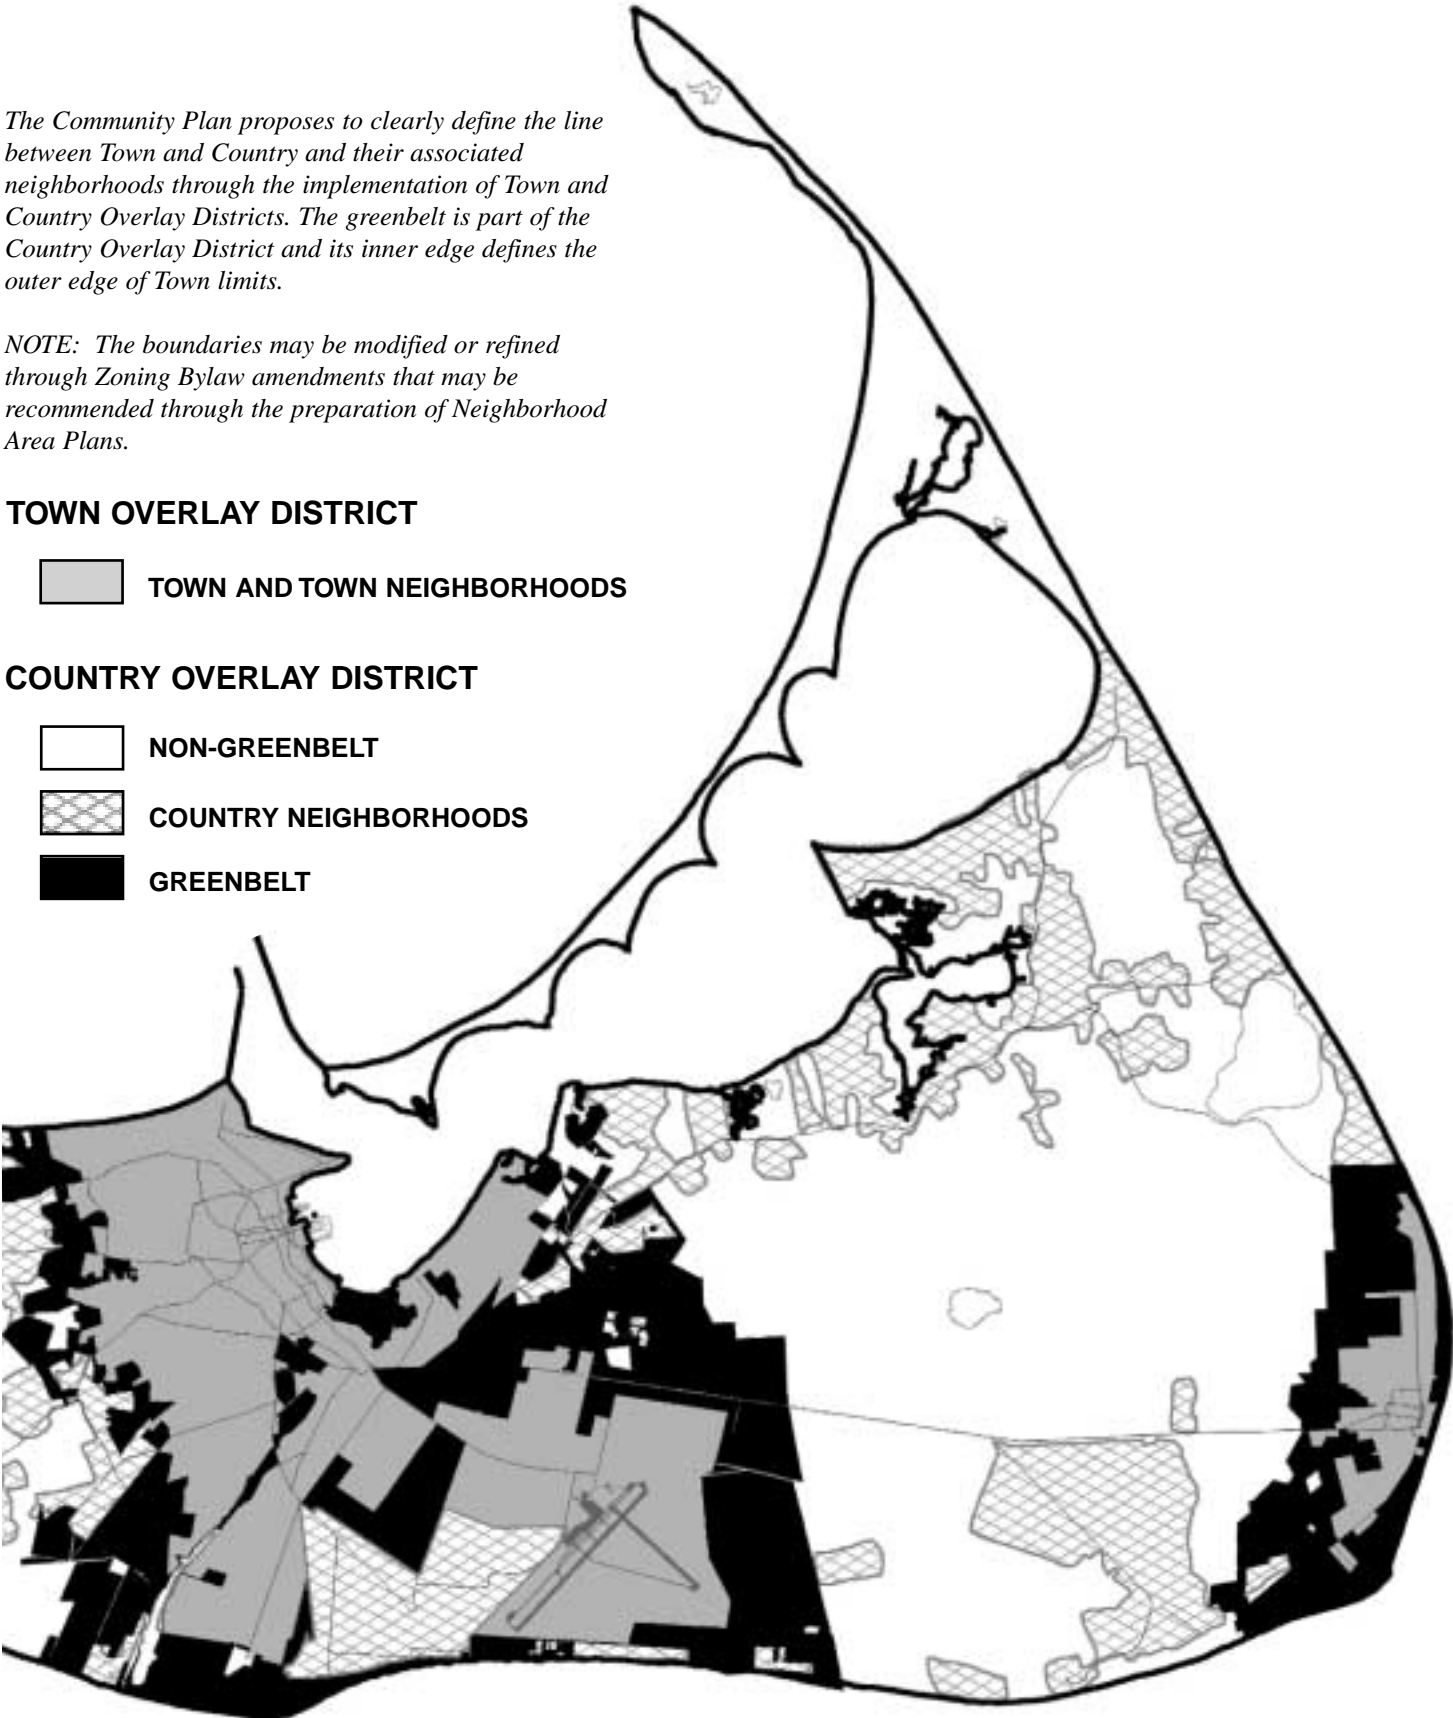 The Community Plan proposes to clearly define the line
between Town and Country and their associated
neighborhoods through the implementation of Town and
Country Overlay Districts. The greenbelt is part of the
Country Overlay District and its inner edge defines the
outer edge of Town limits.
NOTE: The boundaries may be modified or refined
through Zoning Bylaw amendments that may be
recommended through the preparation of Neighborhood
Area Plans.
TOWN OVERLAY DISTRICT
TOWN AND TOWN NEIGHBORHOODS
COUNTRY OVERLAY DISTRICT
NON-GREENBELT
COUNTRY NEIGHBORHOODS
GREENBELT